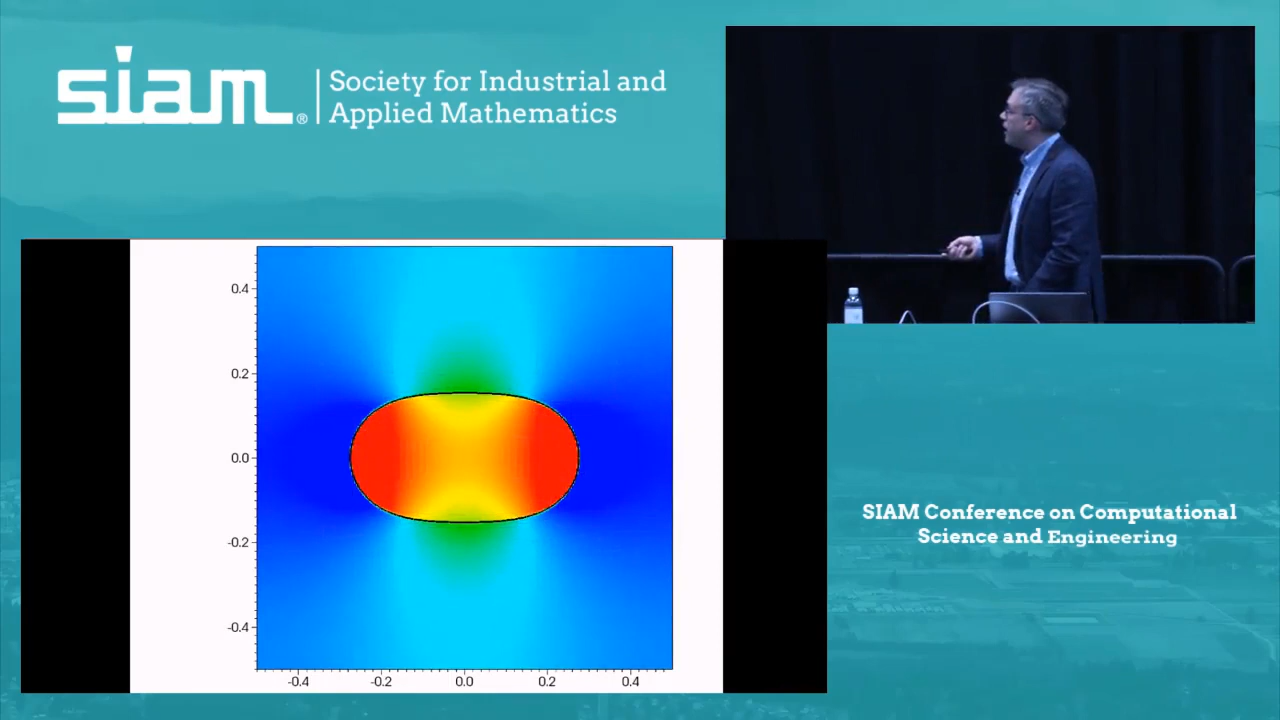 siam®
Society for Industrial and
Applied Mathematics
0.4
0.2
0.0
-0.2
-0.4
-0.4 -0.2 0.0 0.2 0.4
SIAM Conference on Computational
Science and Engineering